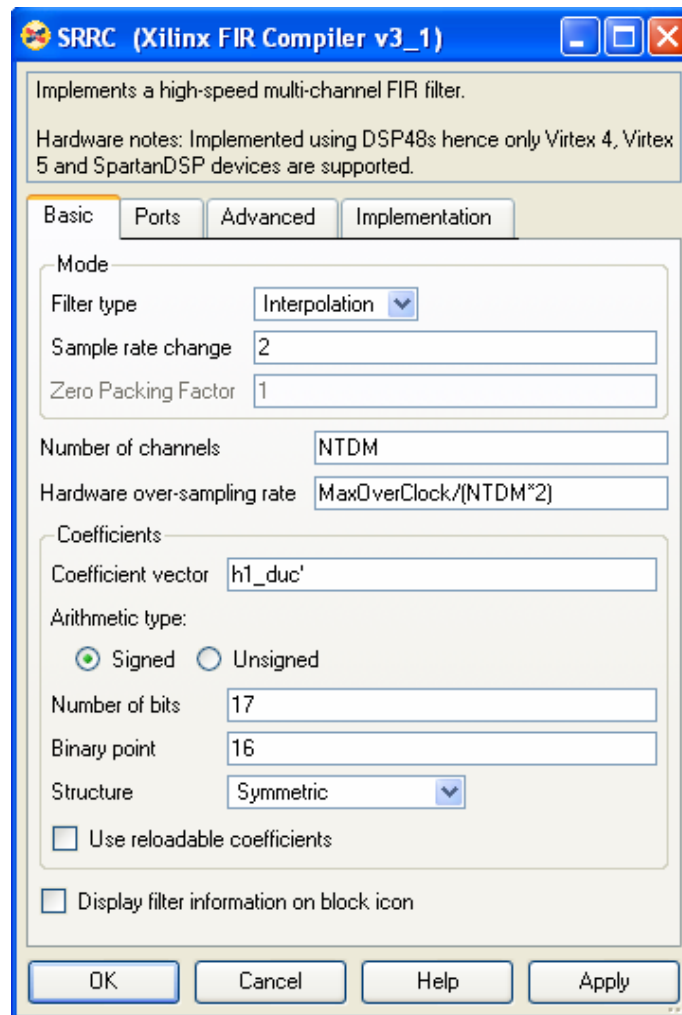 SRRC (Xilinx FIR Compiler v3_1)
Implements a high-speed multi-channel FIR filter.
Hardware notes: Implemented using DSP48s hence only Virtex 4, Virtex
5 and SpartanDSP devices are supported.
Basic Ports Advanced Implementation
Mode
Filter type Interpolation
Sample rate change 2
Zero Packing Factor 1
Number of channels NTDM
Hardware over-sampling rate MaxOverClock/(NTDM*2)
Coefficients
Coefficient vector h1_duc'
Arithmetic type:
Signed Unsigned
Number of bits 17
Binary point 16
Structure Symmetric
Use reloadable coefficients
Display filter information on block icon
OK Cancel Help Apply